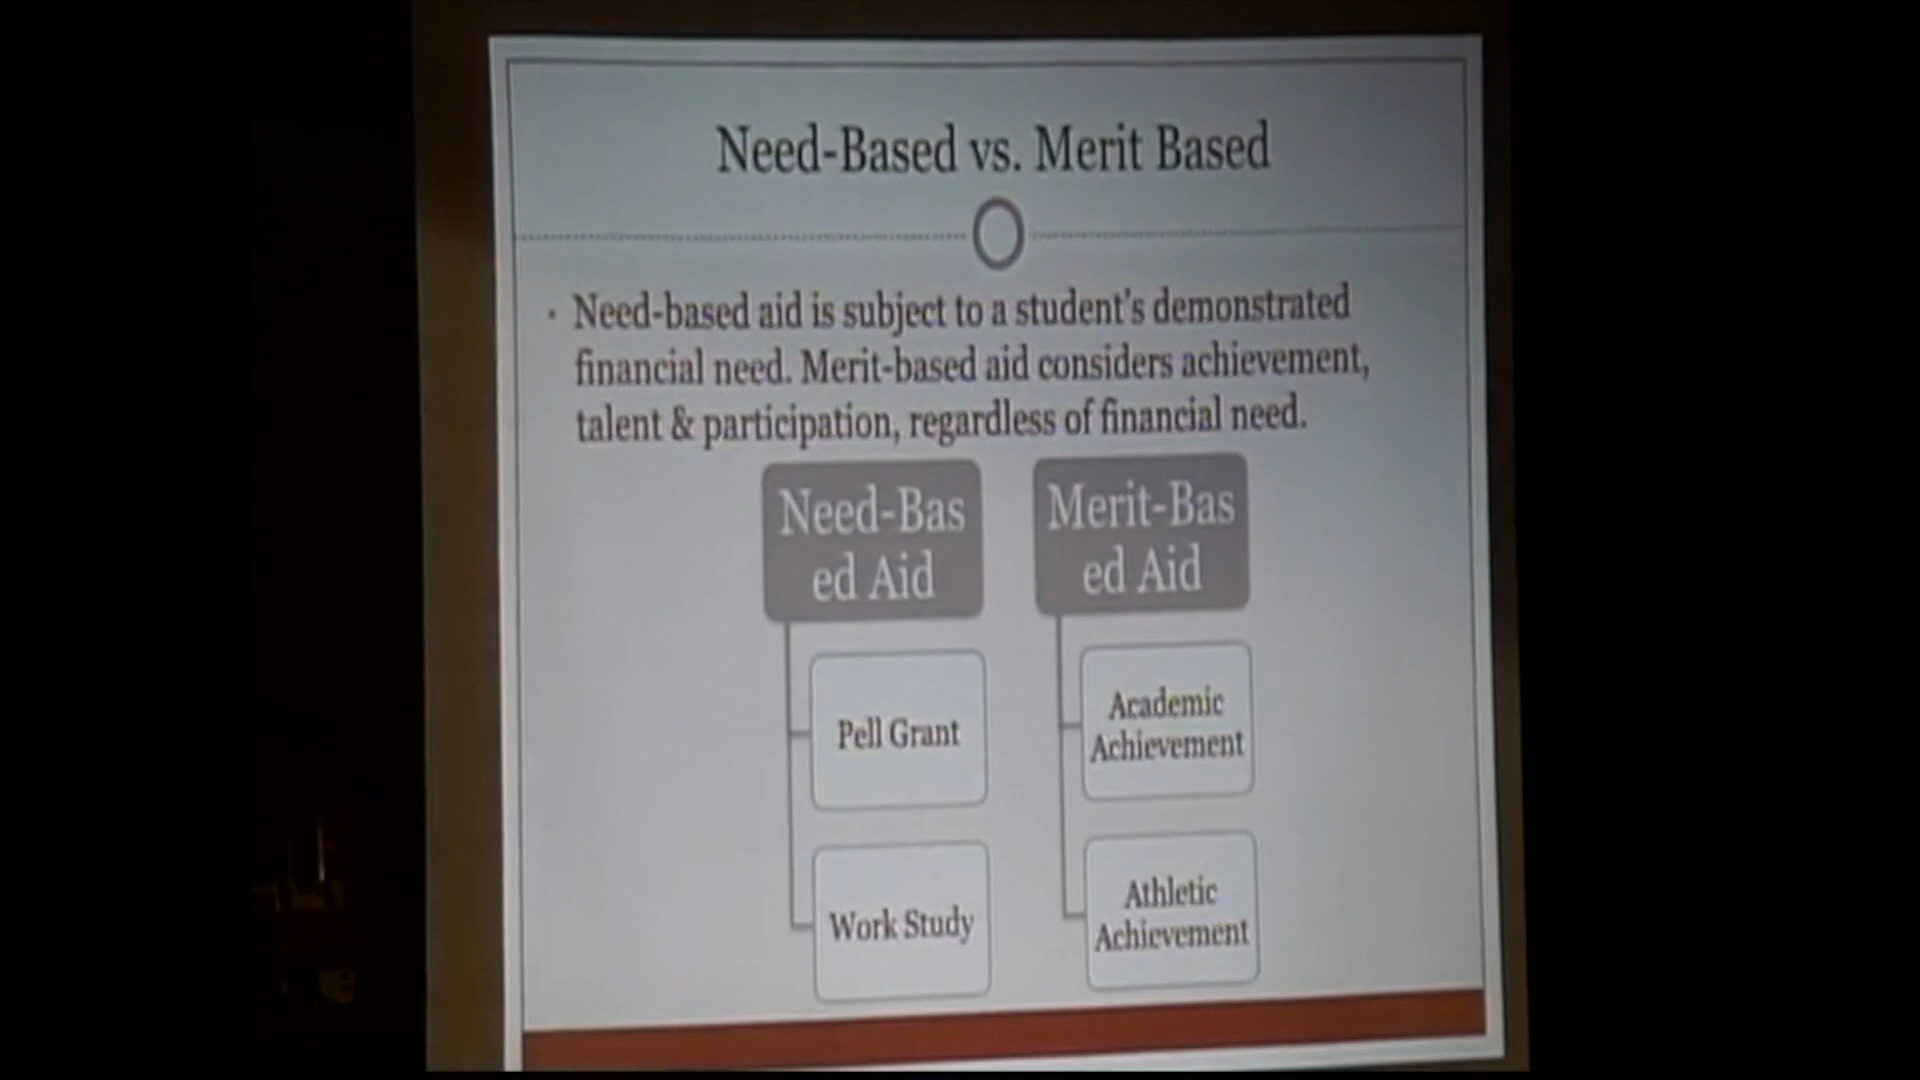 Need-Based vs. Merit Based
· Need-based aid is subject to a student's demonstrated
financial need. Merit-based aid considers achievement,
talent & participation, regardless of financial need.
Need-Bas
ed Aid
Merit-Bas
ed Aid
Pell Grant
Academic
Achievement
Work Study
Athletic
Achievement